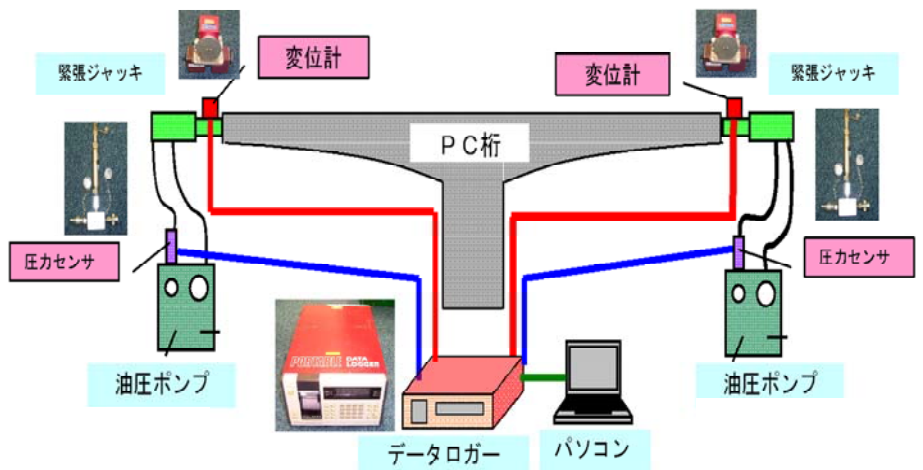 変位計
変位計
緊張ジャッキ
緊張ジャッキ
PC桁
圧力センサ
圧力センサ
PORTABLE DATA LOGGER
油圧ポンプ
油圧ポンプ
データロガー
パソコン